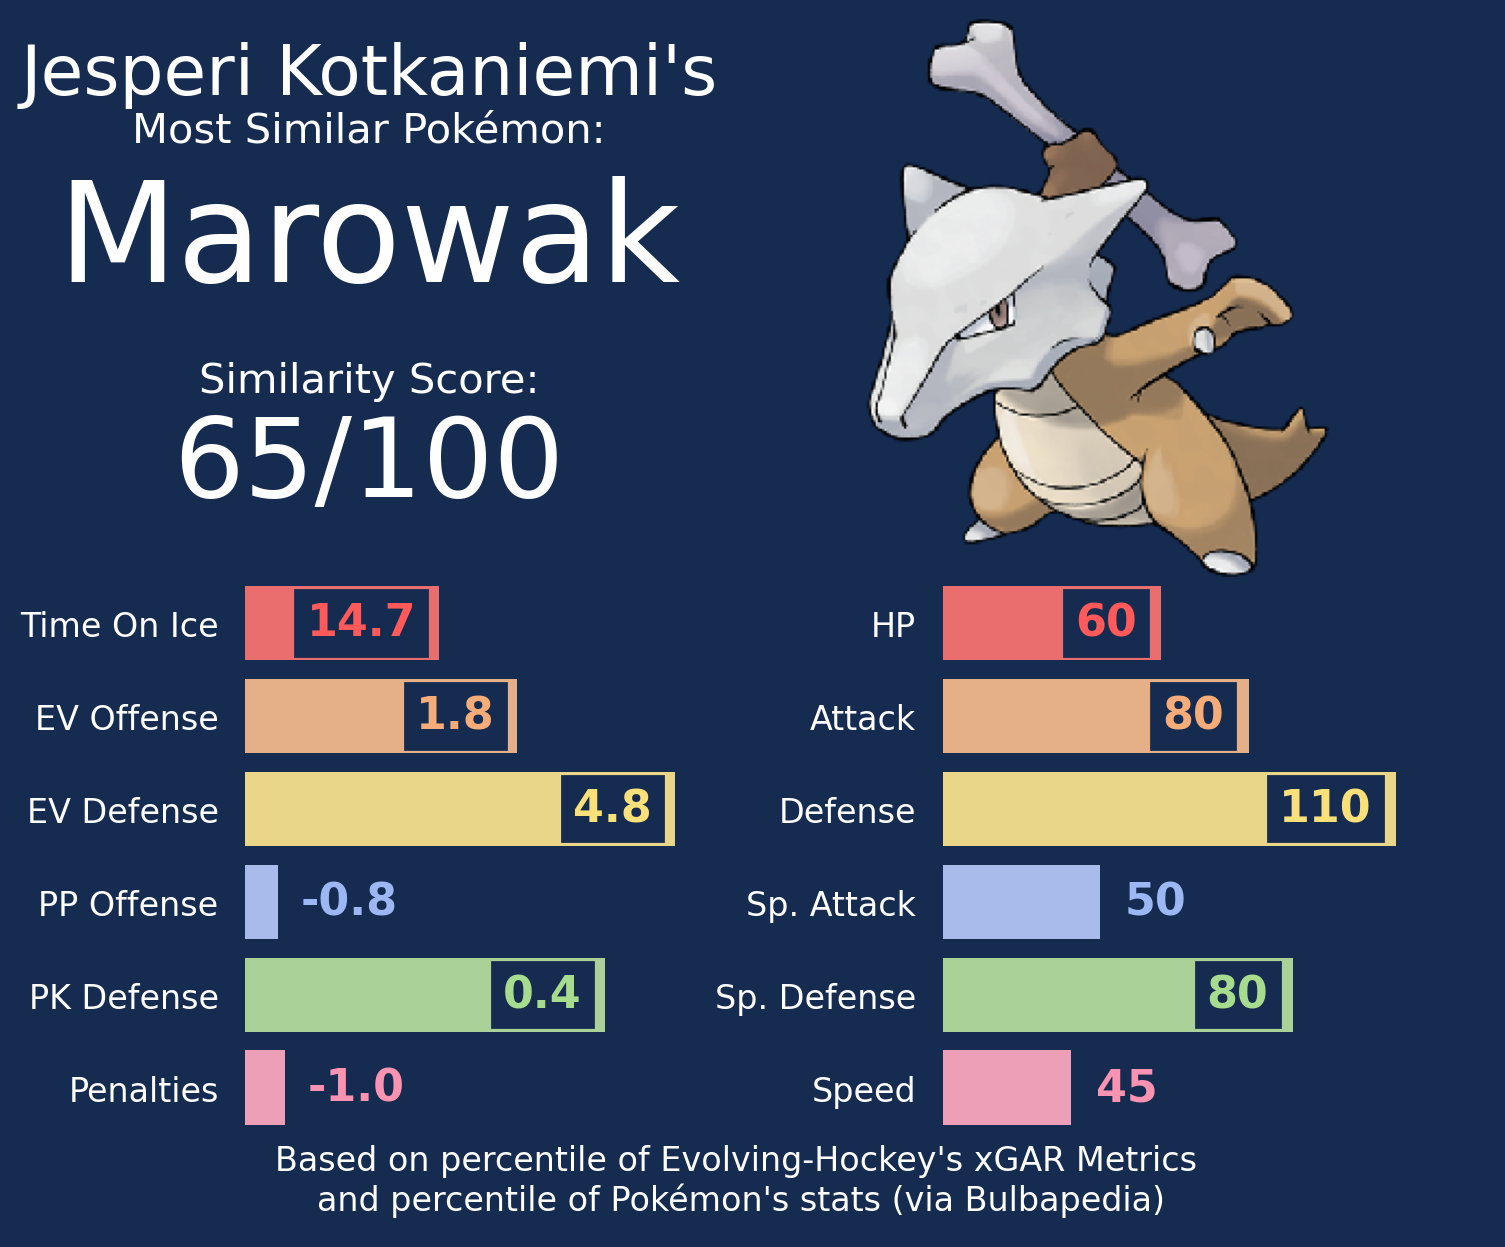 Jesperi Kotkaniemi's
Most Similar Pokémon:
Marowak
Similarity Score:
65/100
Time On Ice 14.7
EV Offense 1.8
EV Defense 4.8
PP Offense -0.8
PK Defense 0.4
Penalties -1.0
HP 60
Attack 80
Defense 110
Sp. Attack 50
Sp. Defense 80
Speed 45
Based on percentile of Evolving-Hockey's xGAR Metrics
and percentile of Pokémon's stats (via Bulbapedia)